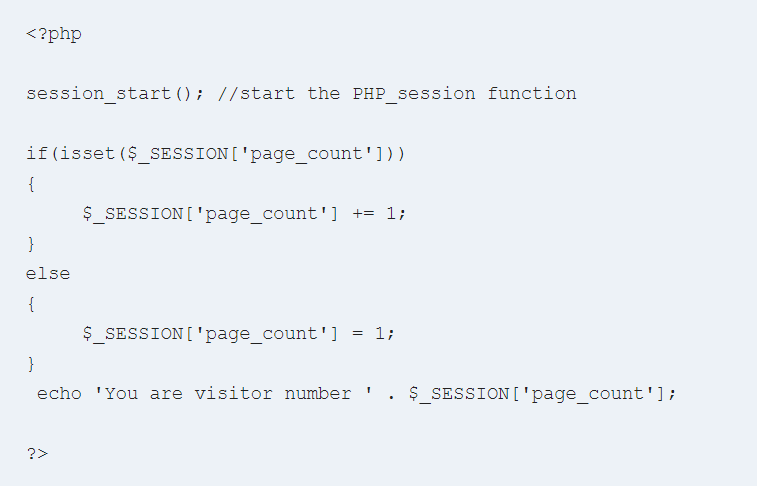 <?php
session_start(); //start the PHP_session function
if(isset($_SESSION['page_count']))
{
     $_SESSION['page_count'] += 1;
}
else
{
     $_SESSION['page_count'] = 1;
}
 echo 'You are visitor number ' . $_SESSION['page_count'];
?>